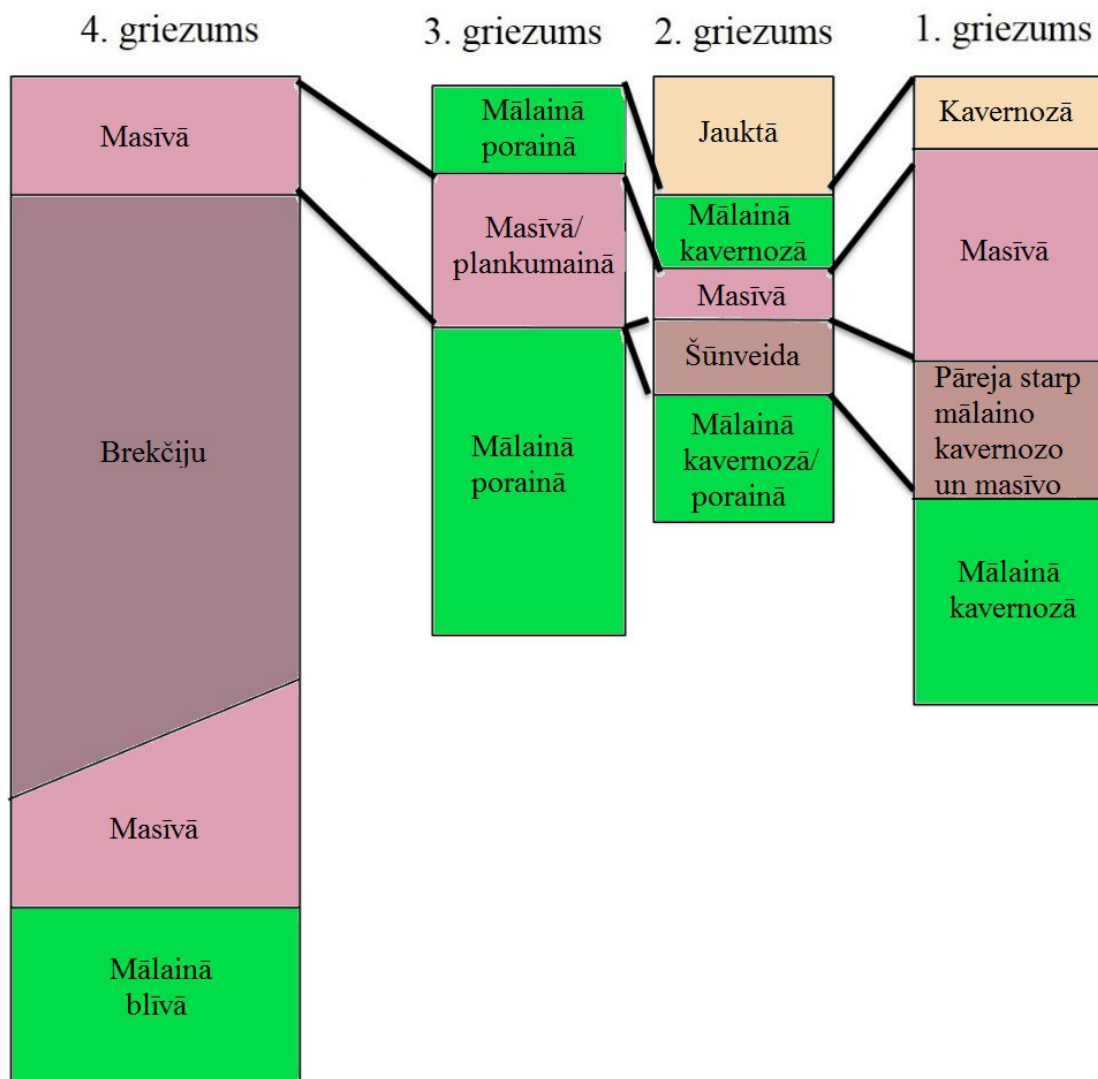 4. griezums
3. griezums
2. griezums
1. griezums
Masīvā
Brekčiju
Masīvā
Mālainā
blīvā
Mālainā
porainā
Masīvā/
plankumainā
Mālainā
porainā
Jauktā
Mālainā
kavernozā
Masīvā
Šūnveida
Mālainā
kavernozā/
porainā
Kavernozā
Masīvā
Pāreja starp
mālaino
kavernozo
un masīvo
Mālainā
kavernozā